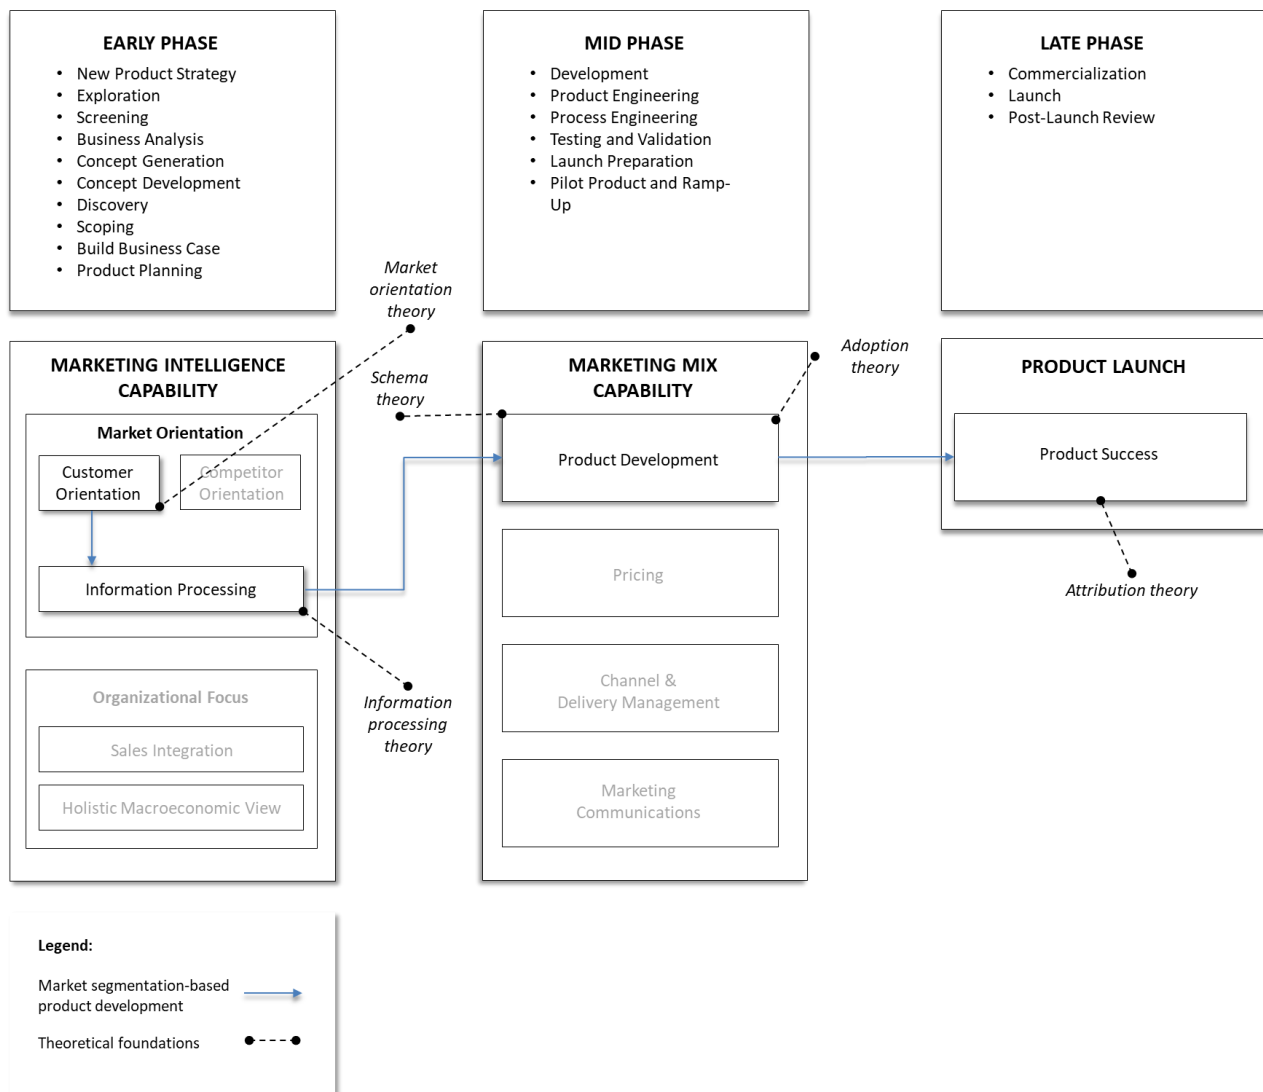 EARLY PHASE
• New Product Strategy
• Exploration
• Screening
• Business Analysis
• Concept Generation
• Concept Development
• Discovery
• Scoping
• Build Business Case
• Product Planning
MID PHASE
• Development
• Product Engineering
• Process Engineering
• Testing and Validation
• Launch Preparation
• Pilot Product and Ramp-
Up
LATE PHASE
• Commercialization
• Launch
• Post-Launch Review
Market
orientation
theory
MARKETING INTELLIGENCE
CAPABILITY
Market Orientation
Customer
Orientation
Competitor
Orientation
Information Processing
Organizational Focus
Sales Integration
Holistic Macroeconomic View
Schema
theory
Information
processing
theory
MARKETING MIX
CAPABILITY
Product Development
Pricing
Channel &
Delivery Management
Marketing
Communications
Adoption
theory
PRODUCT LAUNCH
Product Success
Attribution theory
Legend:
Market segmentation-based
product development
Theoretical foundations